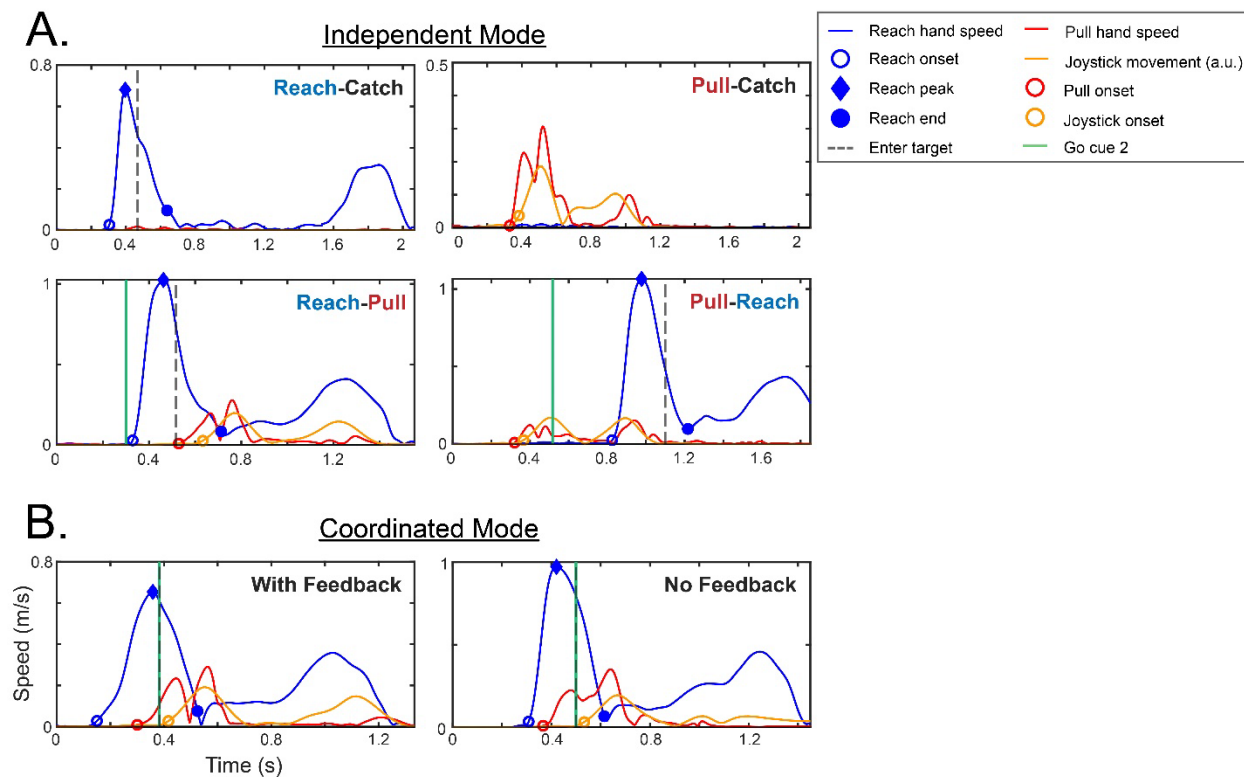 A.
Independent Mode
Reach hand speed
Pull hand speed
Reach onset
Joystick movement (a.u.)
Reach peak
Pull onset
Reach end
Joystick onset
Enter target
Go cue 2
0.8
Reach-Catch
0
0.4
0.8
1.2
1.6
2
0.5
Pull-Catch
0
0
0.4
0.8
1.2
1.6
2
1
Reach-Pull
0
0
0.4
0.8
1.2
1
Pull-Reach
0
0
0.4
0.8
1.2
1.6
B.
Coordinated Mode
0.8
With Feedback
Speed (m/s)
0
0
0.4
0.8
1.2
Time (s)
1
No Feedback
0
0
0.4
0.8
1.2